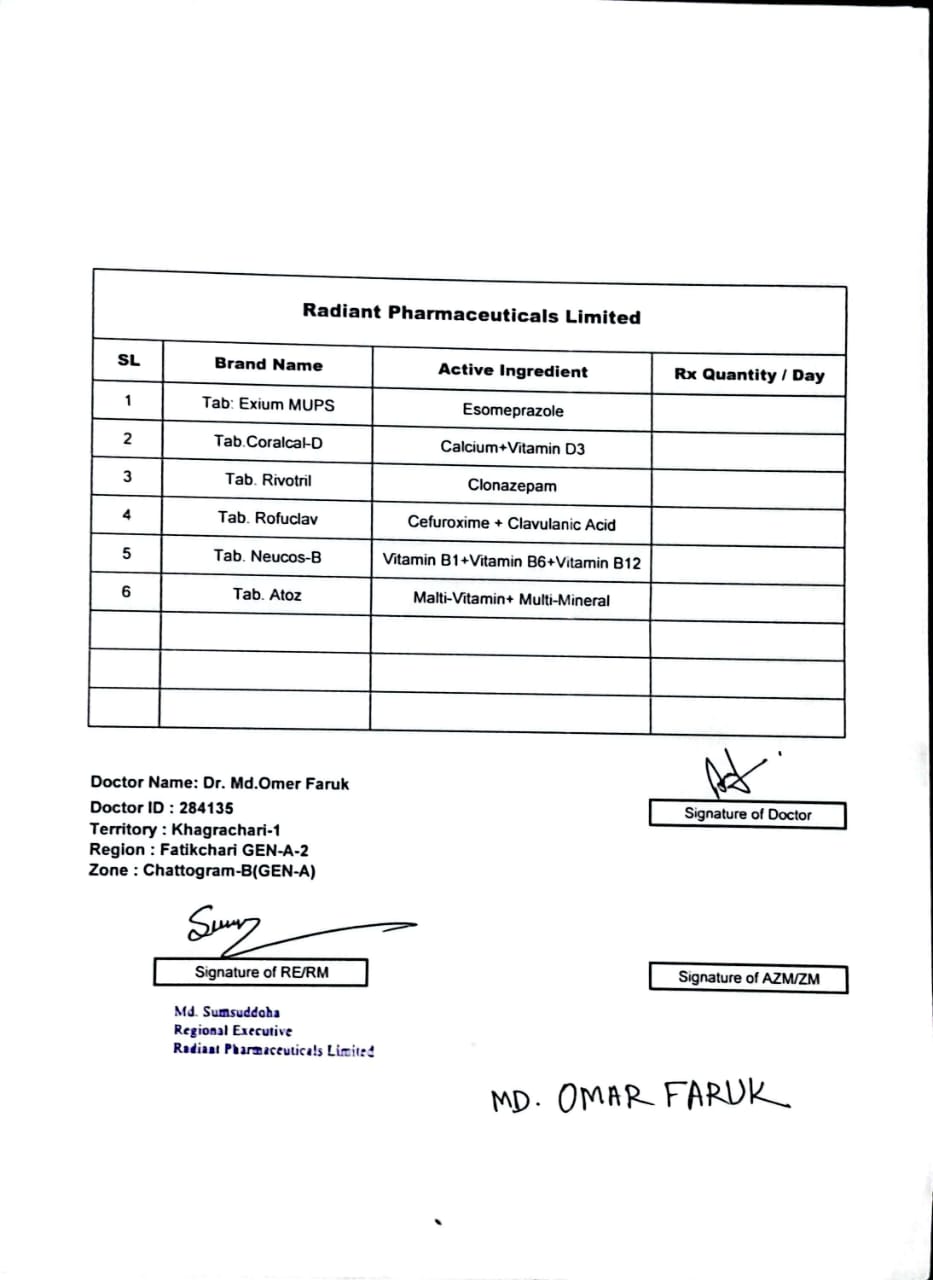 Radiant Pharmaceuticals Limited
SL Brand Name Active Ingredient Rx Quantity / Day
1 Tab: Exium MUPS Esomeprazole
2 Tab.Coralcal-D Calcium+Vitamin D3
3 Tab. Rivotril Clonazepam
4 Tab. Rofuclav Cefuroxime + Clavulanic Acid
5 Tab. Neucos-B Vitamin B1+Vitamin B6+Vitamin B12
6 Tab. Atoz Malti-Vitamin+ Multi-Mineral
Doctor Name: Dr. Md.Omer Faruk
Doctor ID : 284135
Territory : Khagrachari-1
Region : Fatikchari GEN-A-2
Zone : Chattogram-B(GEN-A)
Signature of Doctor
Signature of RE/RM
Signature of AZM/ZM
Md. Sumsuddoha
Regional Executive
Radiant Pharmaceuticals Limited
MD. OMAR FARUK